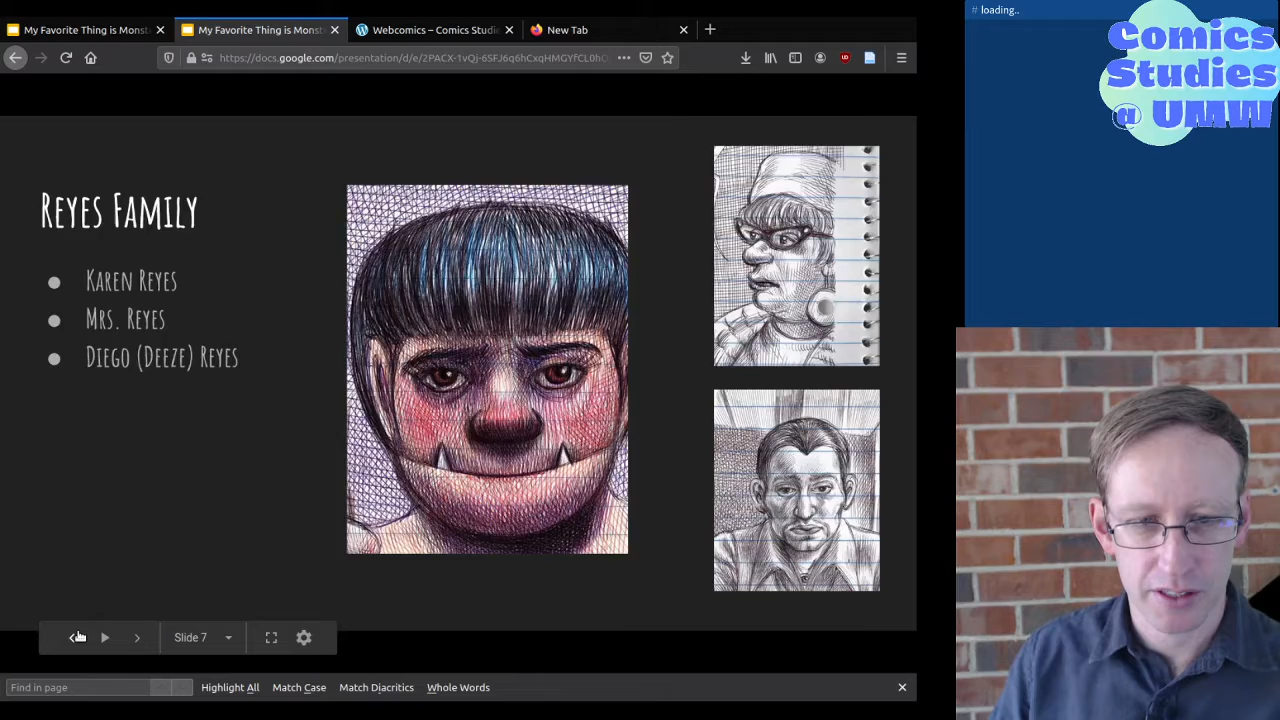 My Favorite Thing is Monst
My Favorite Thing is Monst
Webcomics – Comics Studie
New Tab
https://docs.google.com/presentation/d/e/2PACX-1vQj-6SFJ6q6hCxqHMGYfCL0hC
# loading..
Comics
Studies
@ UMW
Reyes Family
● Karen Reyes
● Mrs. Reyes
● Diego (Deeze) Reyes
Slide 7
Find in page
Highlight All
Match Case
Match Diacritics
Whole Words